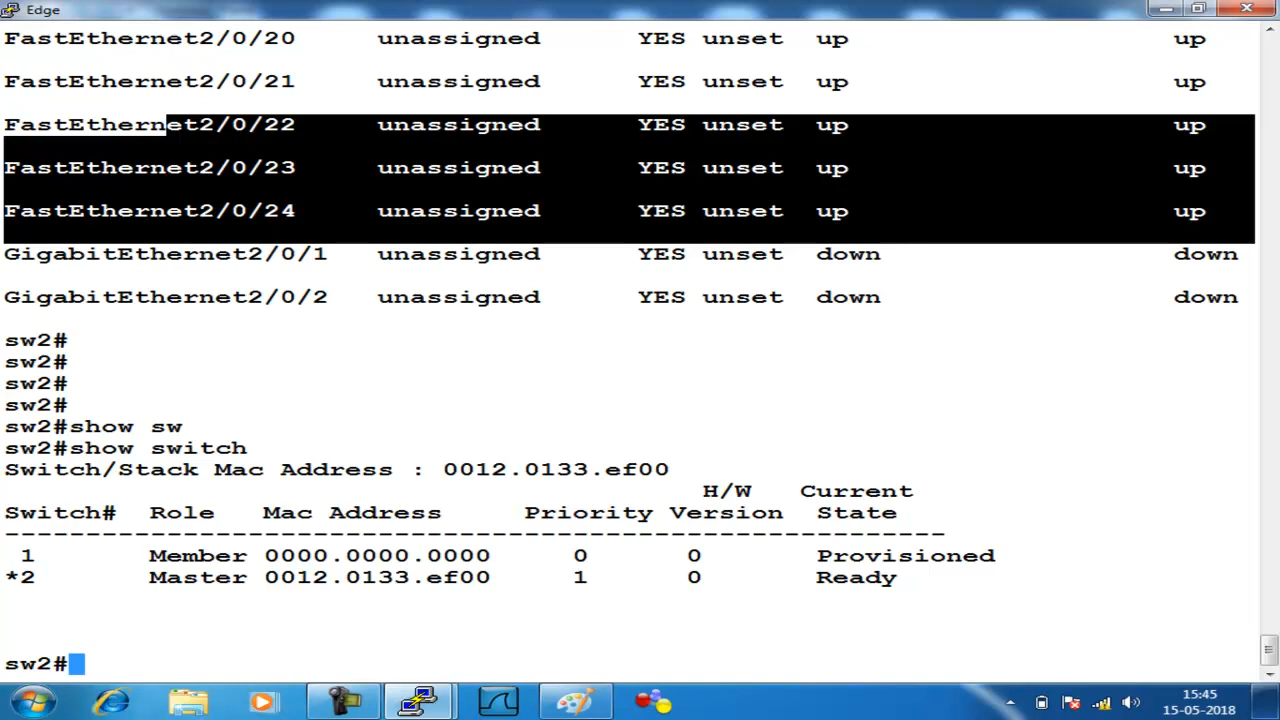 Edge
FastEthernet2/0/20 unassigned YES unset up up
FastEthernet2/0/21 unassigned YES unset up up
FastEthernet2/0/22 unassigned YES unset up up
FastEthernet2/0/23 unassigned YES unset up up
FastEthernet2/0/24 unassigned YES unset up up
GigabitEthernet2/0/1 unassigned YES unset down down
GigabitEthernet2/0/2 unassigned YES unset down down
sw2#
sw2#
sw2#
sw2#
sw2#show sw
sw2#show switch
Switch/Stack Mac Address : 0012.0133.ef00
H/W Current
Switch# Role Mac Address Priority Version State
----------------------------------------------------------
1 Member 0000.0000.0000 0 0 Provisioned
*2 Master 0012.0133.ef00 1 0 Ready
sw2#
15:45
15-05-2018